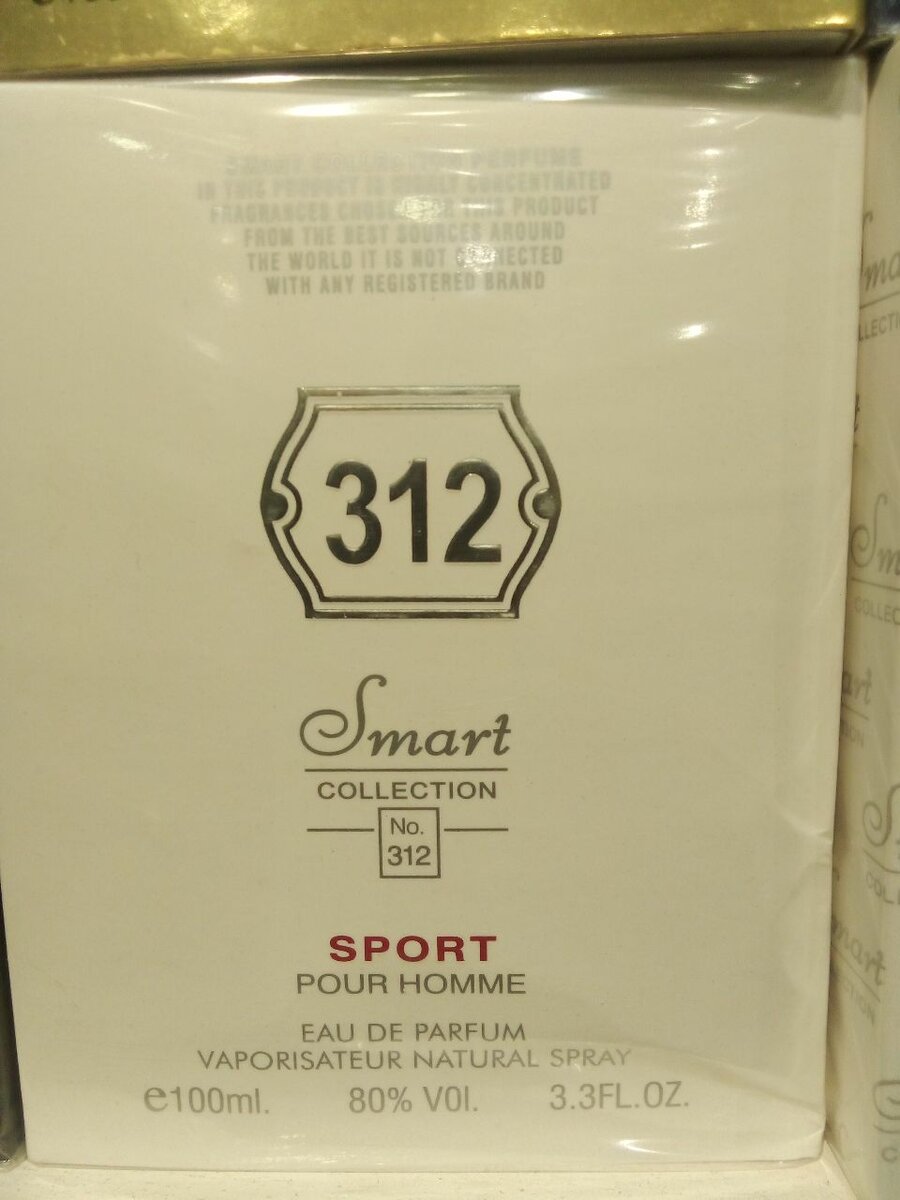 SMART COLLECTION PERFUME
IN THIS PRODUCT IS HIGHLY CONCENTRATED
FRAGRANCES CHOSEN FOR THIS PRODUCT
FROM THE BEST SOURCES AROUND
THE WORLD IT IS NOT CONNECTED
WITH ANY REGISTERED BRAND
312
Smart
COLLECTION
No.
312
SPORT
POUR HOMME
EAU DE PARFUM
VAPORISATEUR NATURAL SPRAY
e100ml. 80% VOl. 3.3FL.OZ.